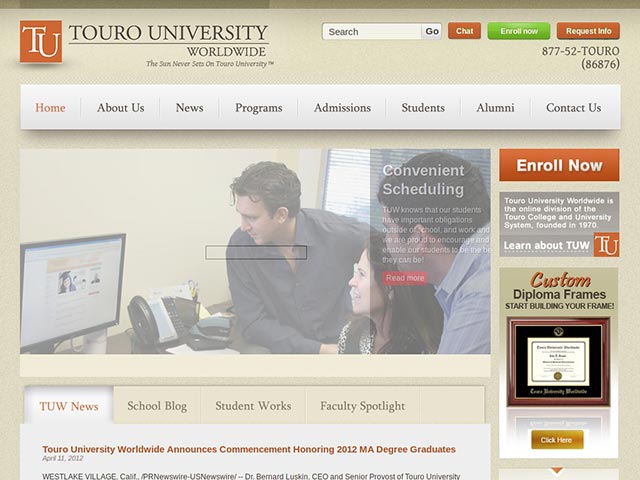 TU TOURO UNIVERSITY
WORLDWIDE
The Sun Never Sets On Touro University™
Search
Go
Chat
Enroll now
Request Info
877-52-TOURO
(86876)
Home
About Us
News
Programs
Admissions
Students
Alumni
Contact Us
Convenient
Scheduling
TUW knows that our students
have important obligations
outside of school, and work and
we are proud to encourage and
enable our students to be the be
they can be!
Read more
Enroll Now
Touro University Worldwide is
the online division of the
Touro College and University
System, founded in 1970.
Learn about TUW TU
Custom
Diploma Frames
START BUILDING YOUR FRAME!
Touro University Worldwide
Click Here
TUW News
School Blog
Student Works
Faculty Spotlight
Touro University Worldwide Announces Commencement Honoring 2012 MA Degree Graduates
April 11, 2012
WESTLAKE VILLAGE, Calif., /PRNewswire-USNewswire/ -- Dr. Bernard Luskin, CEO and Senior Provost of Touro University